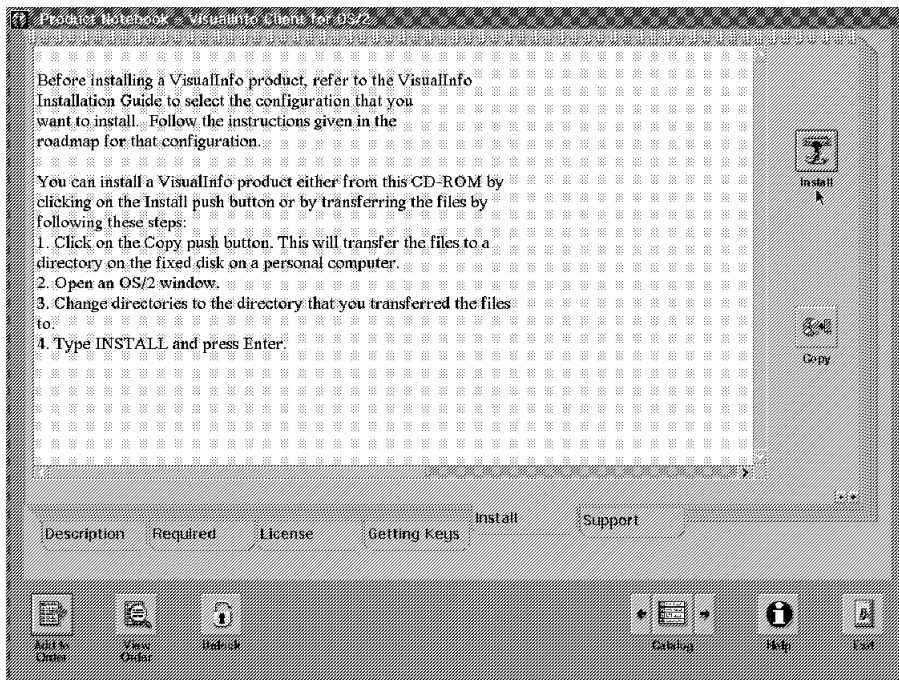 Product Notebook - VisualInfo Client for OS/2
Before installing a VisualInfo product, refer to the VisualInfo
Installation Guide to select the configuration that you
want to install.  Follow the instructions given in the
roadmap for that configuration.
You can install a VisualInfo product either from this CD-ROM by
clicking on the Install push button or by transferring the files by
following these steps:
1. Click on the Copy push button. This will transfer the files to a
directory on the fixed disk on a personal computer.
2. Open an OS/2 window.
3. Change directories to the directory that you transferred the files
to.
4. Type INSTALL and press Enter.
Install
Copy
Description
Required
License
Getting Keys
Install
Support
Add to
Order
View
Order
Unlock
Catalog
Help
Exit